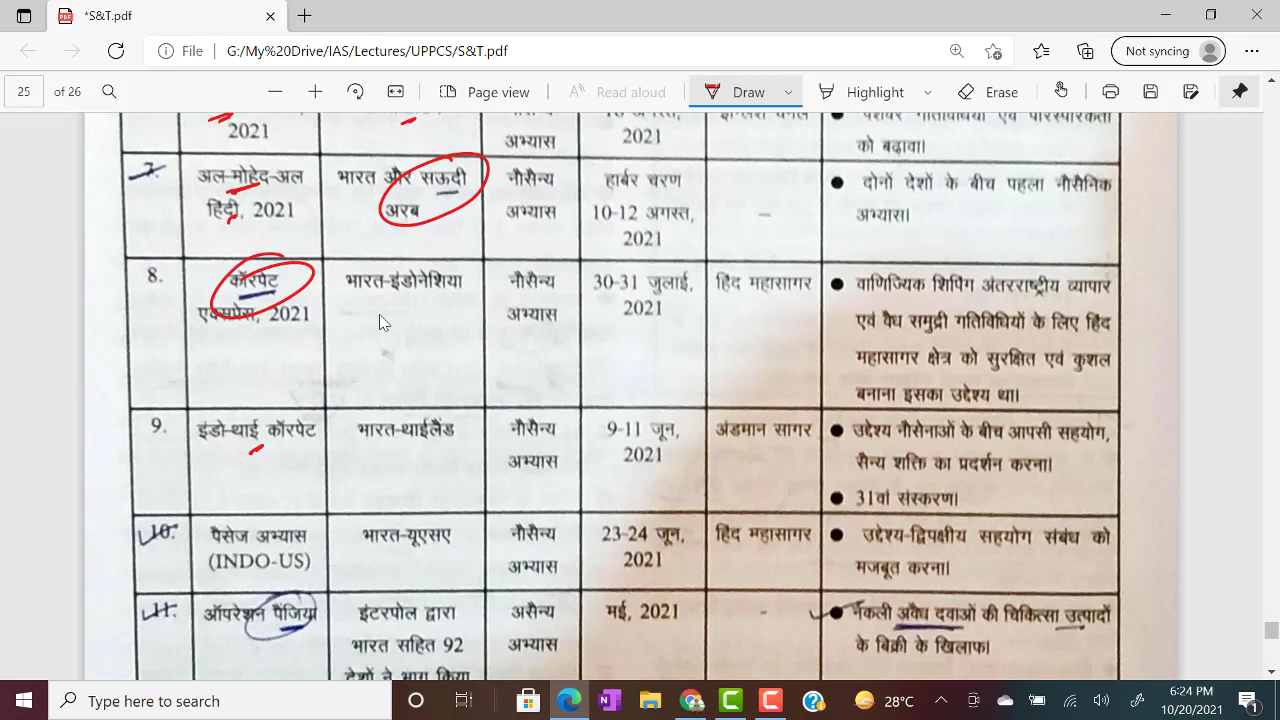 *S&T.pdf
File
G:/My%20Drive/IAS/Lectures/UPPCS/S&T.pdf
Not syncing
25 of 26
Page view
Read aloud
Draw
Highlight
Erase
2021
अभ्यास
2021
को बढ़ावा।
7.
अल-मोहेद-अल
हिंदी, 2021
भारत और सऊदी
अरब
नौसैन्य
अभ्यास
हार्बर चरण
10-12 अगस्त,
2021
–
● दोनों देशों के बीच पहला नौसैनिक
अभ्यास।
8.
कॉरपेट
एक्सप्रेस, 2021
भारत-इंडोनेशिया
नौसैन्य
अभ्यास
30-31 जुलाई,
2021
हिंद महासागर
● वाणिज्यिक शिपिंग अंतरराष्ट्रीय व्यापार
एवं वैध समुद्री गतिविधियों के लिए हिंद
महासागर क्षेत्र को सुरक्षित एवं कुशल
बनाना इसका उद्देश्य था।
9.
इंडो-थाई कॉरपेट
भारत-थाईलैंड
नौसैन्य
अभ्यास
9-11 जून,
2021
अंडमान सागर
● उद्देश्य नौसेनाओं के बीच आपसी सहयोग,
सैन्य शक्ति का प्रदर्शन करना।
● 31वां संस्करण।
10.
पैसेज अभ्यास
(INDO-US)
भारत-यूएसए
नौसैन्य
अभ्यास
23-24 जून,
2021
हिंद महासागर
● उद्देश्य-द्विपक्षीय सहयोग संबंध को
मजबूत करना।
11.
ऑपरेशन पैंजिया
इंटरपोल द्वारा
भारत सहित 92
देशों ने भाग किया
असैन्य
अभ्यास
मई, 2021
-
● नकली अवैध दवाओं की चिकित्सा उत्पादों
के बिक्री के खिलाफ।
Type here to search
28°C
6:24 PM
10/20/2021